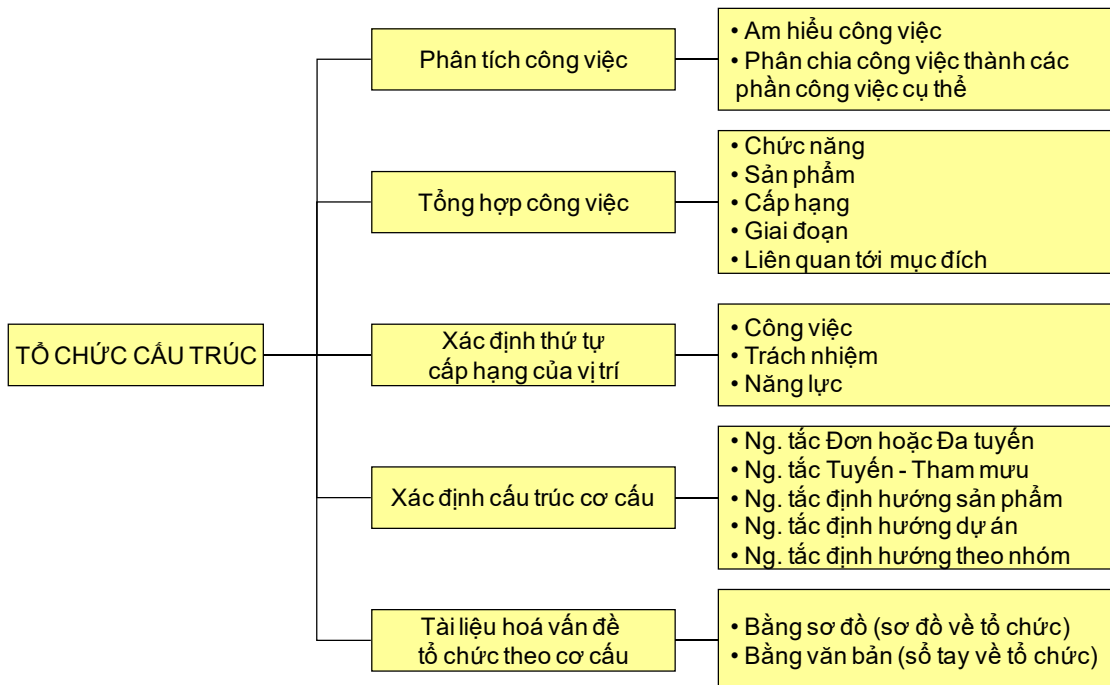 TỔ CHỨC CẤU TRÚC
Phân tích công việc
• Am hiểu công việc
• Phân chia công việc thành các
phần công việc cụ thể
Tổng hợp công việc
• Chức năng
• Sản phẩm
• Cấp hạng
• Giai đoạn
• Liên quan tới mục đích
Xác định thứ tự
cấp hạng của vị trí
• Công việc
• Trách nhiệm
• Năng lực
Xác định cấu trúc cơ cấu
• Ng. tắc Đơn hoặc Đa tuyến
• Ng. tắc Tuyến - Tham mưu
• Ng. tắc định hướng sản phẩm
• Ng. tắc định hướng dự án
• Ng. tắc định hướng theo nhóm
Tài liệu hoá vấn đề
tổ chức theo cơ cấu
• Bằng sơ đồ (sơ đồ về tổ chức)
• Bằng văn bản (sổ tay về tổ chức)